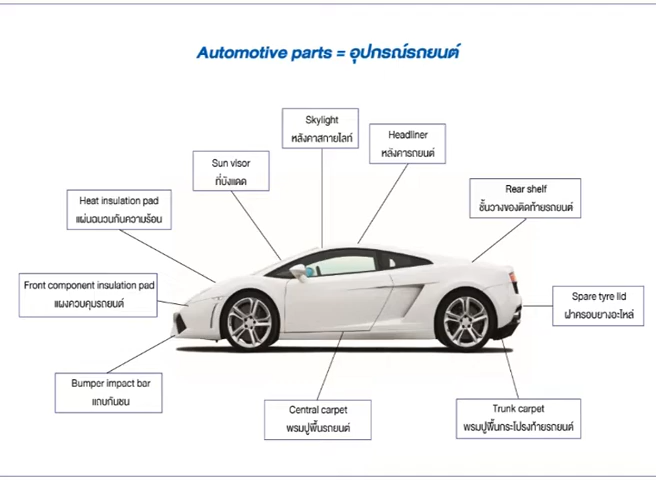 Automotive parts = อุปกรณ์รถยนต์
Skylight
หลังคาสกายไลท์
Headliner
หลังคารถยนต์
Sun visor
ที่บังแดด
Rear shelf
ชั้นวางของติดท้ายรถยนต์
Heat insulation pad
แผ่นฉนวนกันความร้อน
Front component insulation pad
แผงควบคุมรถยนต์
Spare tyre lid
ฝาครอบยางอะไหล่
Bumper impact bar
แถบกันชน
Central carpet
พรมปูพื้นรถยนต์
Trunk carpet
พรมปูพื้นกระโปรงท้ายรถยนต์